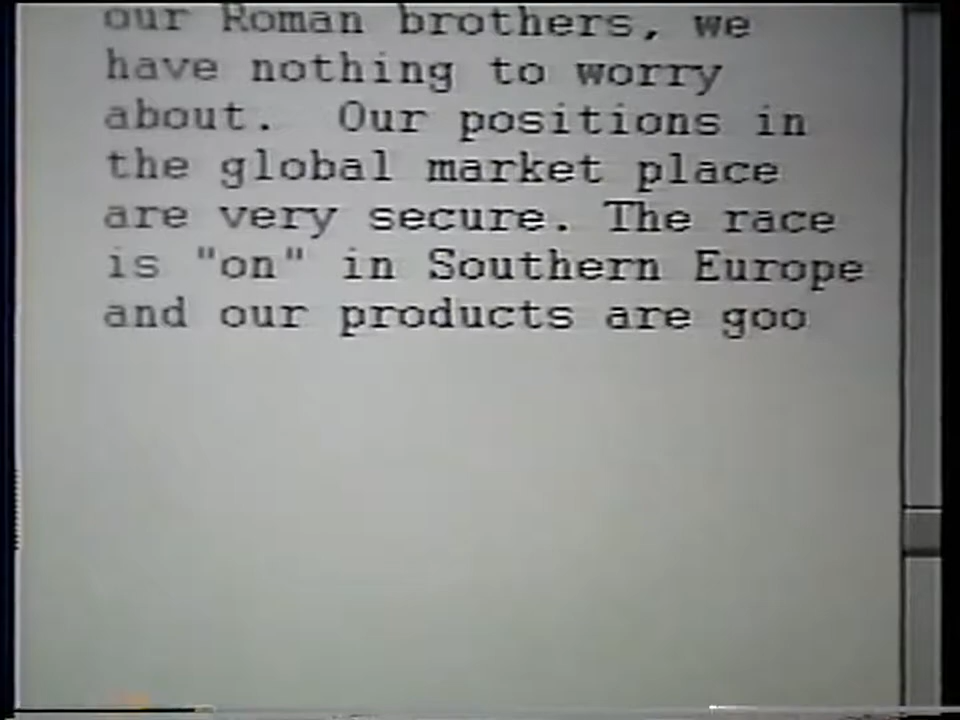 our Roman brothers, we
have nothing to worry
about.  Our positions in
the global market place
are very secure. The race
is "on" in Southern Europe
and our products are goo